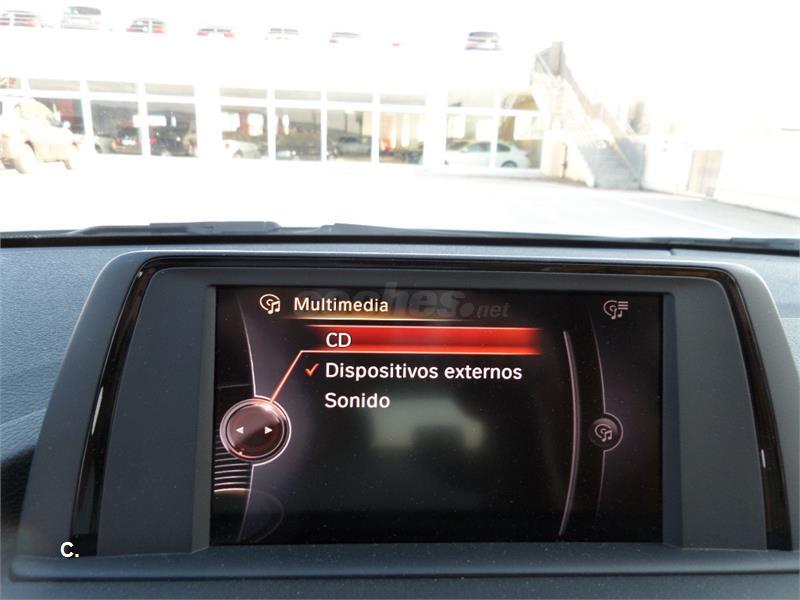 Multimedia
coches.net
CD
Dispositivos externos
Sonido
C.